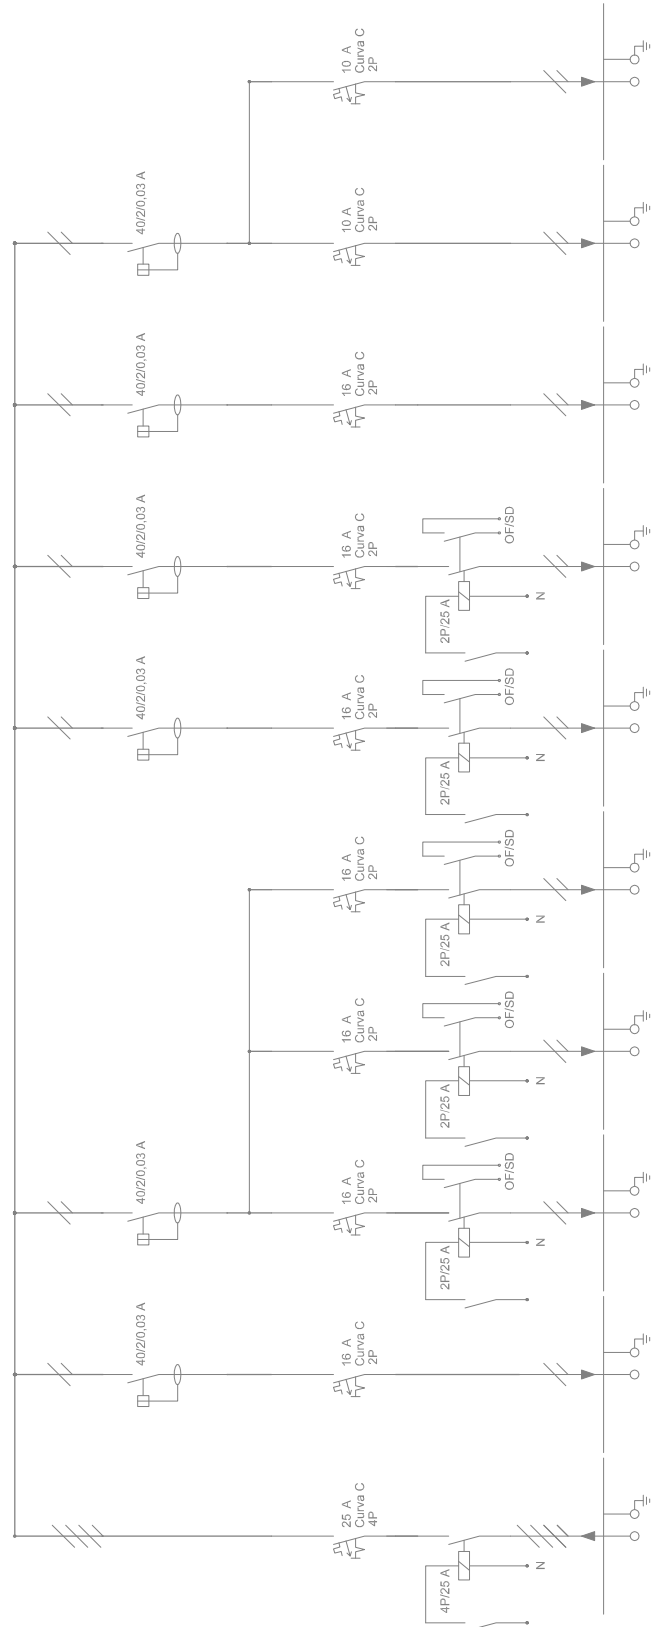 10 A
Curva C
2P
40/2/0,03 A
10 A
Curva C
2P
40/2/0,03 A
16 A
Curva C
2P
40/2/0,03 A
16 A
Curva C
2P
OF/SD
2P/25 A
N
40/2/0,03 A
16 A
Curva C
2P
OF/SD
2P/25 A
N
16 A
Curva C
2P
OF/SD
2P/25 A
N
16 A
Curva C
2P
OF/SD
2P/25 A
N
40/2/0,03 A
16 A
Curva C
2P
OF/SD
2P/25 A
N
40/2/0,03 A
16 A
Curva C
2P
25 A
Curva C
4P
4P/25 A
N